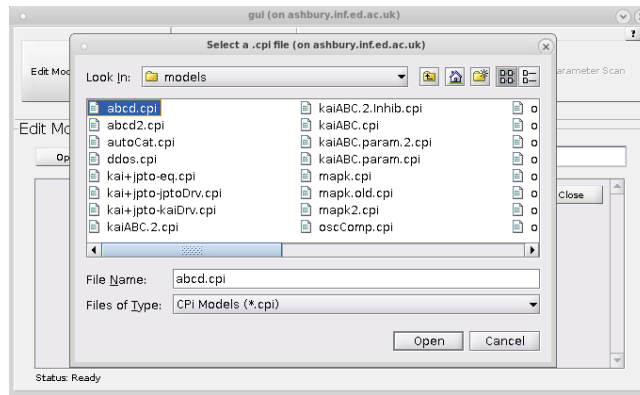 gui (on ashbury.inf.ed.ac.uk)
?
Select a .cpi file (on ashbury.inf.ed.ac.uk)
Edit Mod
arameter Scan
Look In: models
abcd.cpi
abcd2.cpi
autoCat.cpi
ddos.cpi
kai+jpto-eq.cpi
kai+jpto-jptoDrv.cpi
kai+jpto-kaiDrv.cpi
kaiABC.2.cpi
kaiABC.2.Inhib.cpi
kaiABC.cpi
kaiABC.param.2.cpi
kaiABC.param.cpi
mapk.cpi
mapk.old.cpi
mapk2.cpi
oscComp.cpi
o
o
o
o
o
o
o
o
Edit Mo
Op
Close
File Name: abcd.cpi
Files of Type: CPi Models (*.cpi)
Open Cancel
Status: Ready